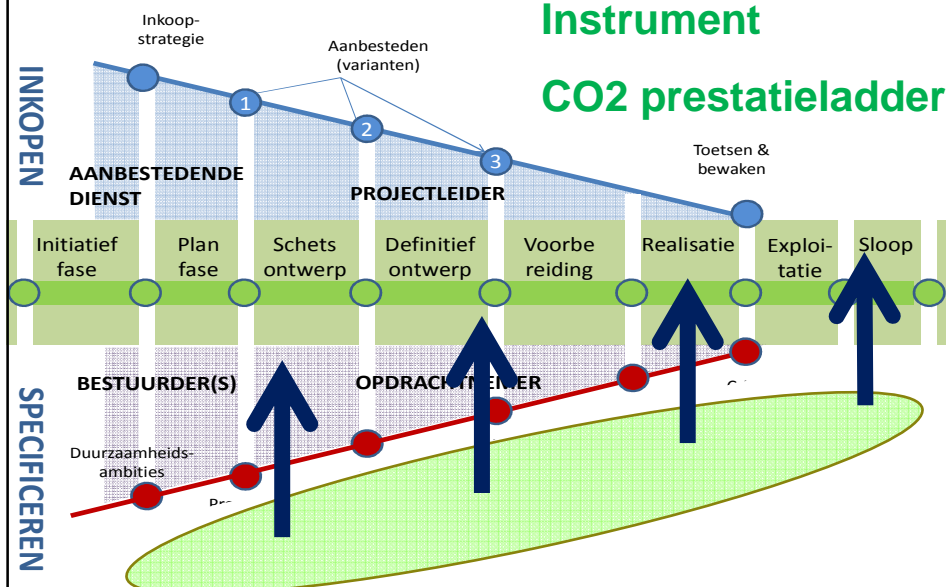 Instrument
CO2 prestatieladder
Inkoop-
strategie
Aanbesteden
(varianten)
INKOPEN
1
2
3
Toetsen &
bewaken
AANBESTEDENDE
DIENST
PROJECTLEIDER
Initiatief
fase
Plan
fase
Schets
ontwerp
Definitief
ontwerp
Voorbe
reiding
Realisatie
Exploi-
tatie
Sloop
BESTUURDER(S)
OPDRACHTNEMER
SPECIFICEREN
Duurzaamheids-
ambities